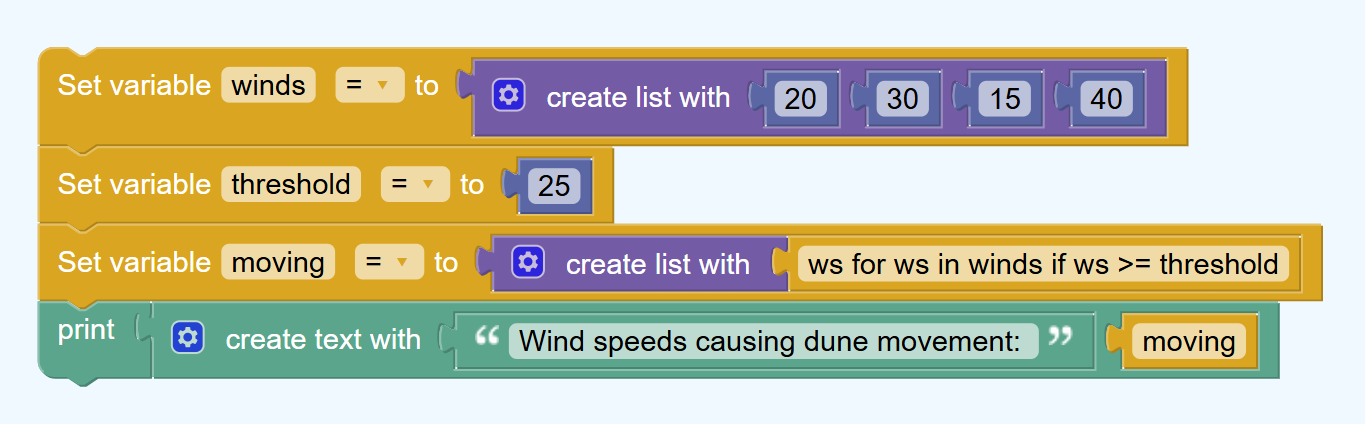 Set variable winds = to create list with 20 30 15 40
Set variable threshold = to 25
Set variable moving = to create list with ws for ws in winds if ws >= threshold
print create text with “ Wind speeds causing dune movement: ” moving